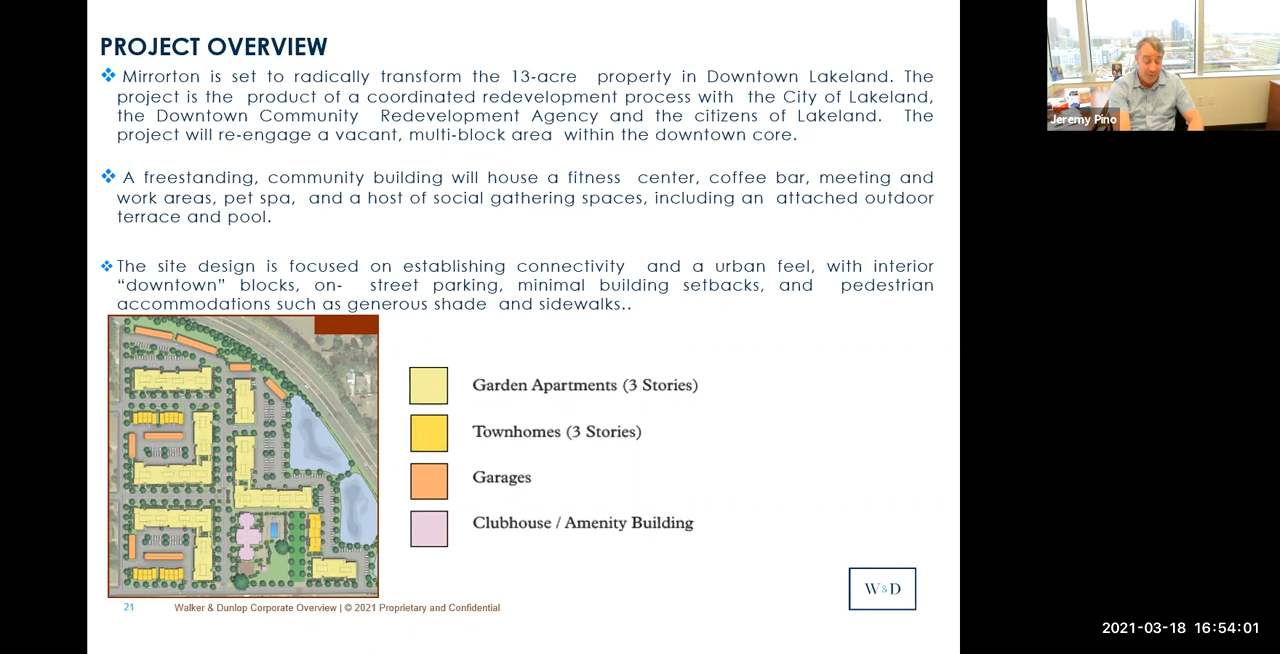 PROJECT OVERVIEW
Mirrorton is set to radically transform the 13-acre property in Downtown Lakeland. The
project is the product of a coordinated redevelopment process with the City of Lakeland,
the Downtown Community Redevelopment Agency and the citizens of Lakeland. The
project will re-engage a vacant, multi-block area within the downtown core.
A freestanding, community building will house a fitness center, coffee bar, meeting and
work areas, pet spa, and a host of social gathering spaces, including an attached outdoor
terrace and pool.
The site design is focused on establishing connectivity and a urban feel, with interior
“downtown” blocks, on- street parking, minimal building setbacks, and pedestrian
accommodations such as generous shade and sidewalks..
Garden Apartments (3 Stories)
Townhomes (3 Stories)
Garages
Clubhouse / Amenity Building
W&D
21 Walker & Dunlop Corporate Overview | © 2021 Proprietary and Confidential
Jeremy Pino
2021-03-18 16:54:01